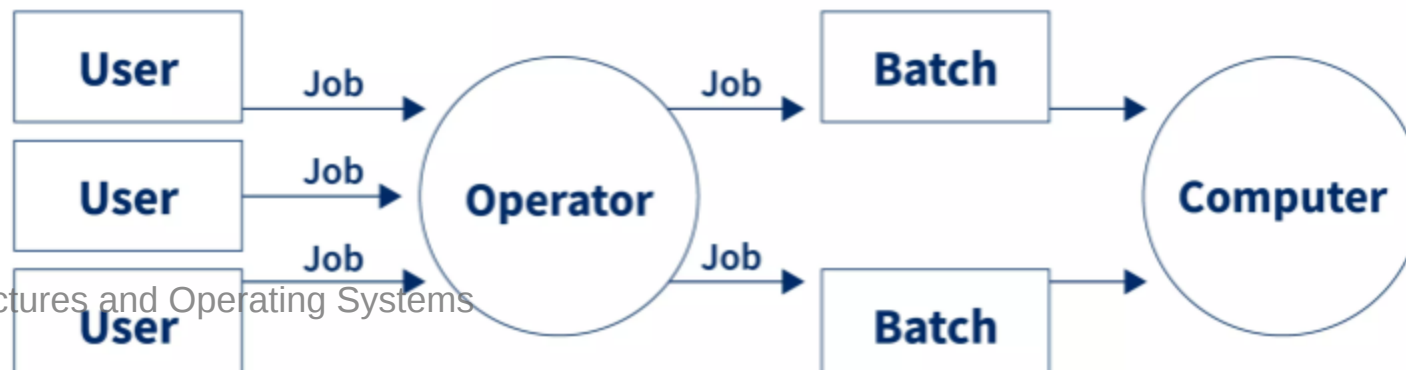 User
Job
Job
Batch
User
Job
Operator
Computer
Job
Job
ctures and Operating Systems
User
Batch